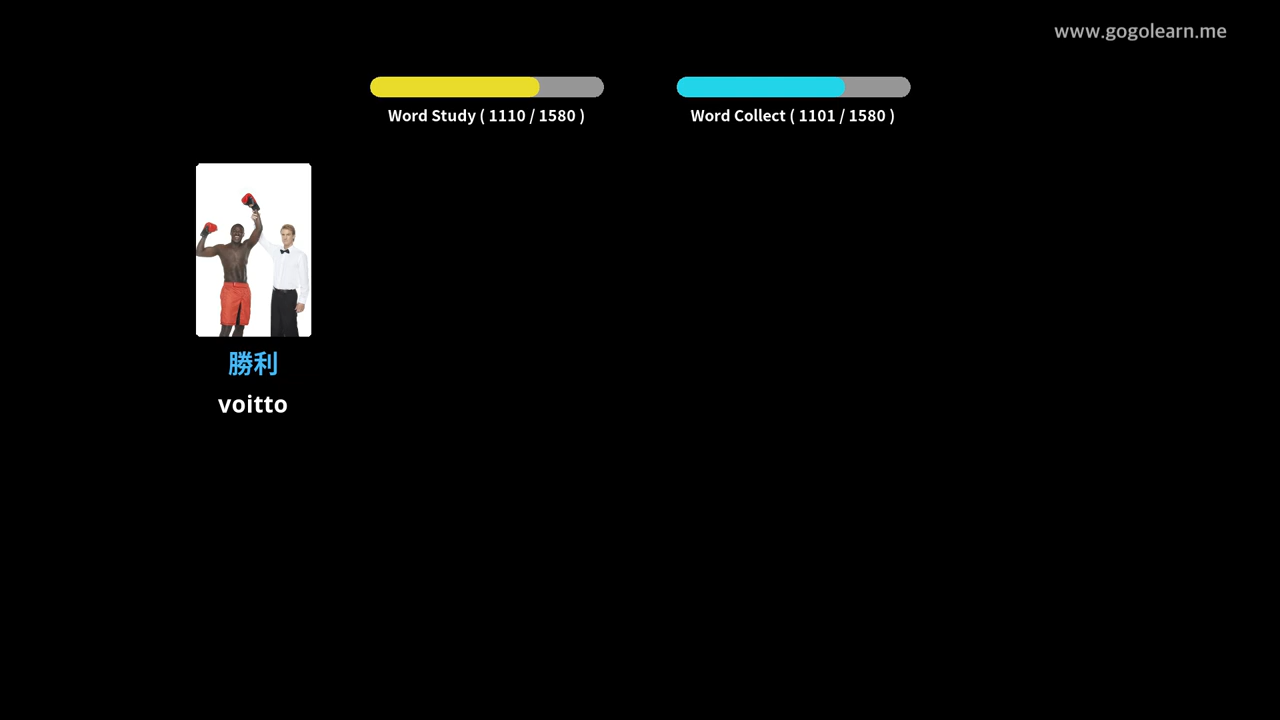 www.gogolearn.me
Word Study ( 1110 / 1580 )
Word Collect ( 1101 / 1580 )
勝利
voitto